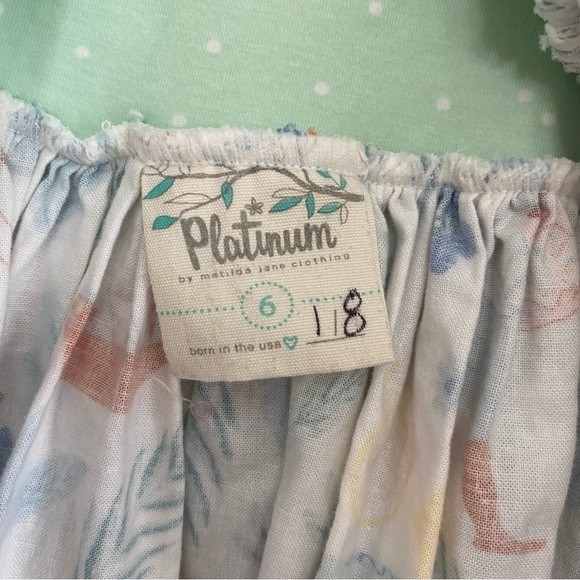 Platinum
by matilda jane clothing
6
born in the usa
118